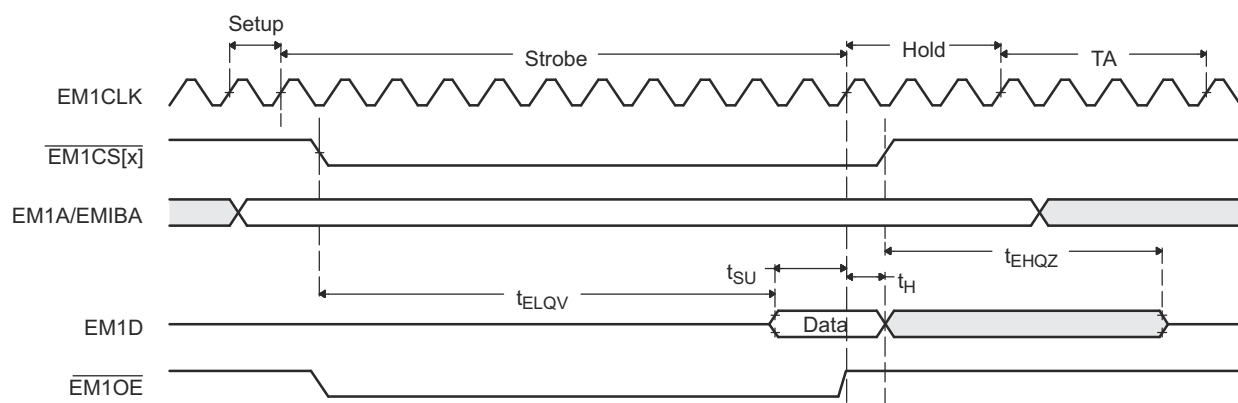 Setup
Strobe
Hold
TA
EM1CLK
EM1CS[x]
EM1A/EMIBA
tEHQZ
tSU
tH
tELQV
EM1D
Data
EM1OE